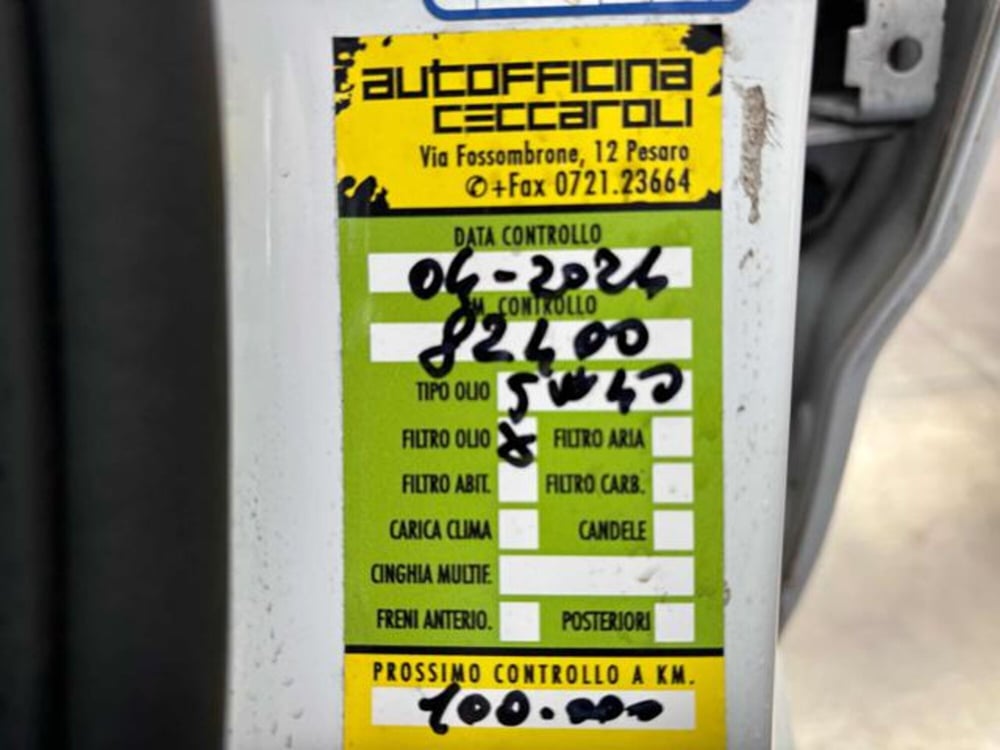 AUTOFFICINA
CECCAROLI
Via Fossombrone, 12 Pesaro
✆+Fax 0721.23664
DATA CONTROLLO
04-2024
KM. CONTROLLO
82400
TIPO OLIO 5W40
FILTRO OLIO X FILTRO ARIA
FILTRO ABIT. FILTRO CARB.
CARICA CLIMA CANDELE
CINGHIA MULTIF.
FRENI ANTERIO. POSTERIORI
PROSSIMO CONTROLLO A KM.
100.000